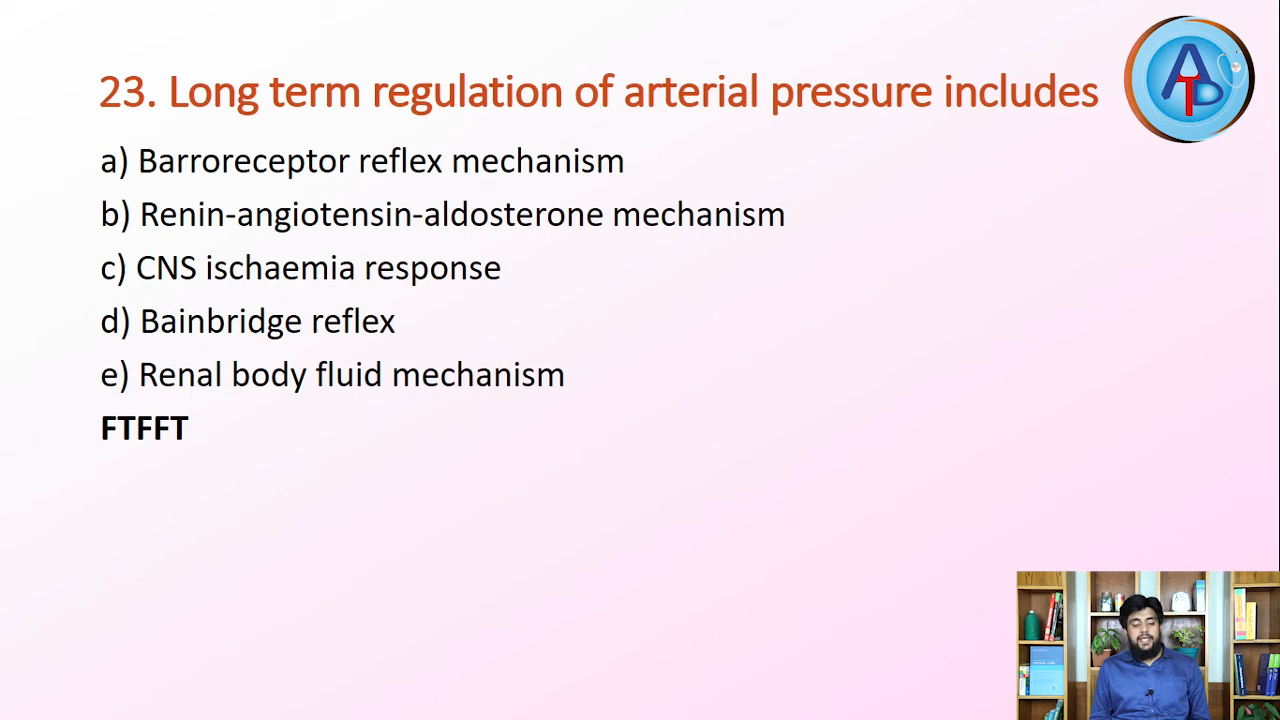 23. Long term regulation of arterial pressure includes
ATD
a) Barroreceptor reflex mechanism
b) Renin-angiotensin-aldosterone mechanism
c) CNS ischaemia response
d) Bainbridge reflex
e) Renal body fluid mechanism
FTFFT